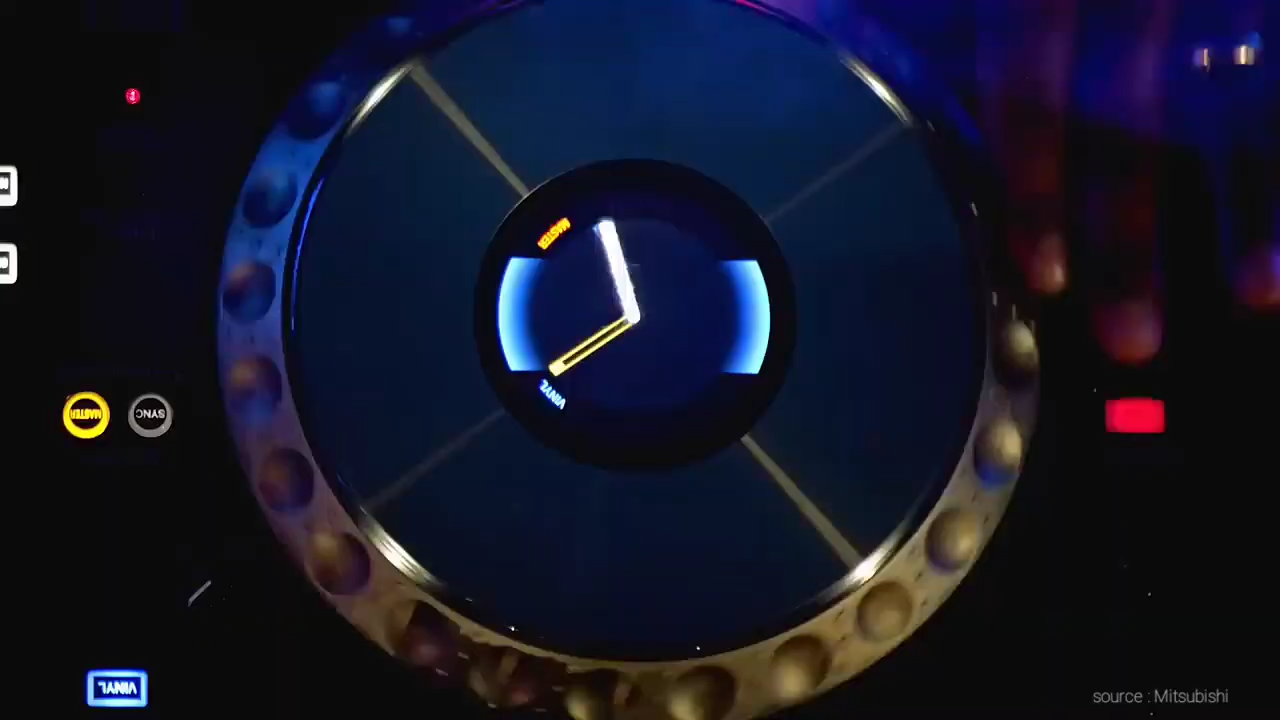 MASTER
VINYL
MASTER
SYNC
VINYL
source : Mitsubishi